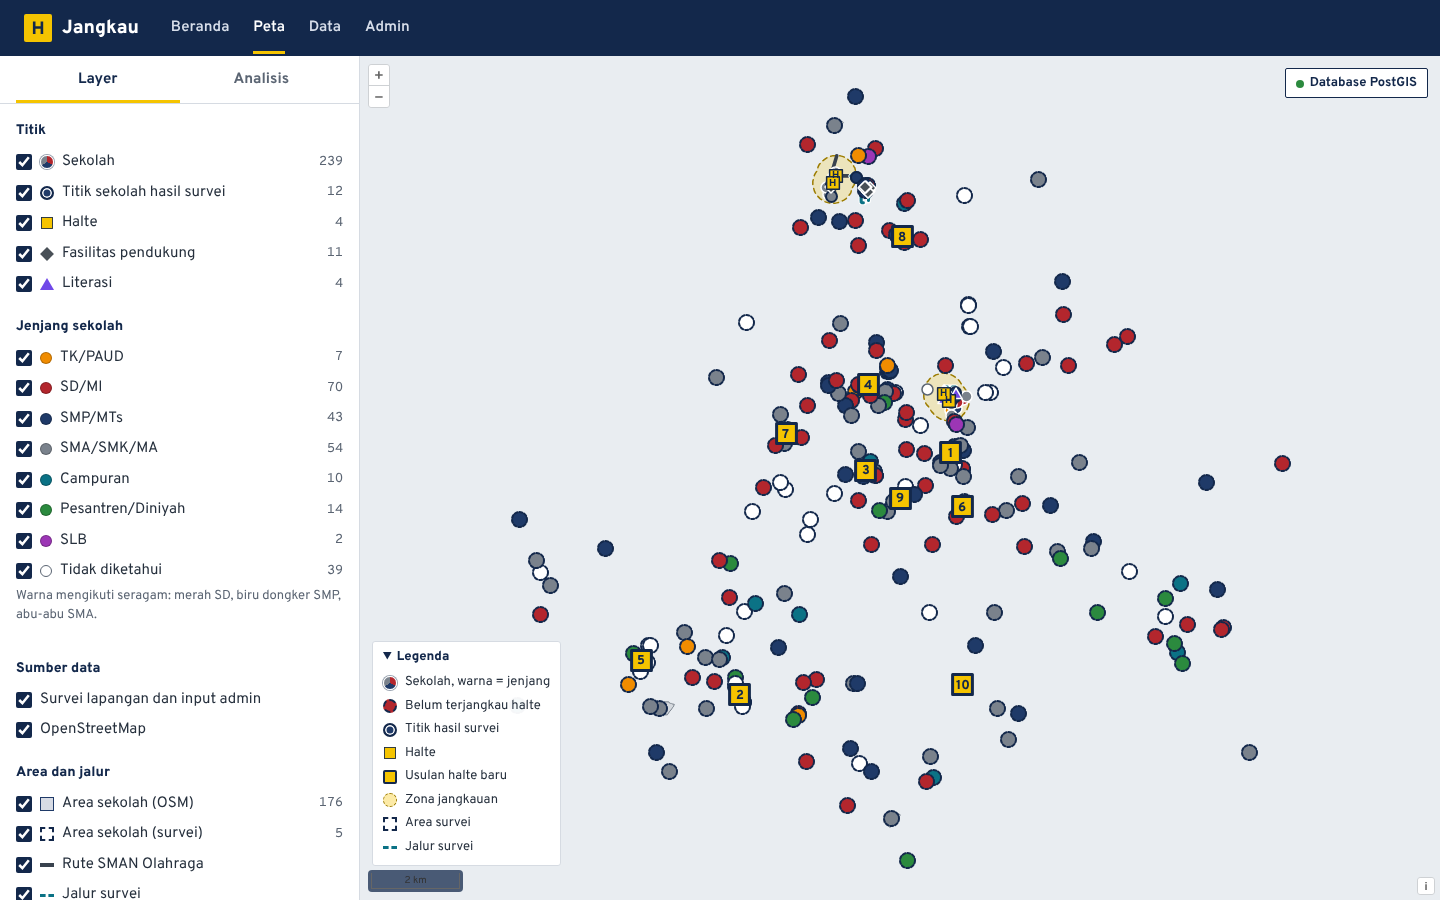 H Jangkau Beranda Peta Data Admin
Layer Analisis
Titik
Sekolah 239
Titik sekolah hasil survei 12
Halte 4
Fasilitas pendukung 11
Literasi 4
Jenjang sekolah
TK/PAUD 7
SD/MI 70
SMP/MTs 43
SMA/SMK/MA 54
Campuran 10
Pesantren/Diniyah 14
SLB 2
Tidak diketahui 39
Warna mengikuti seragam: merah SD, biru dongker SMP,
abu-abu SMA.
Sumber data
Survei lapangan dan input admin
OpenStreetMap
Area dan jalur
Area sekolah (OSM) 176
Area sekolah (survei) 5
Rute SMAN Olahraga
Jalur survei
+
−
Database PostGIS
H
H
8
4
H
H
7
1
3
9
6
5
2
10
▼ Legenda
Sekolah, warna = jenjang
Belum terjangkau halte
Titik hasil survei
Halte
Usulan halte baru
Zona jangkauan
Area survei
Jalur survei
2 km
i